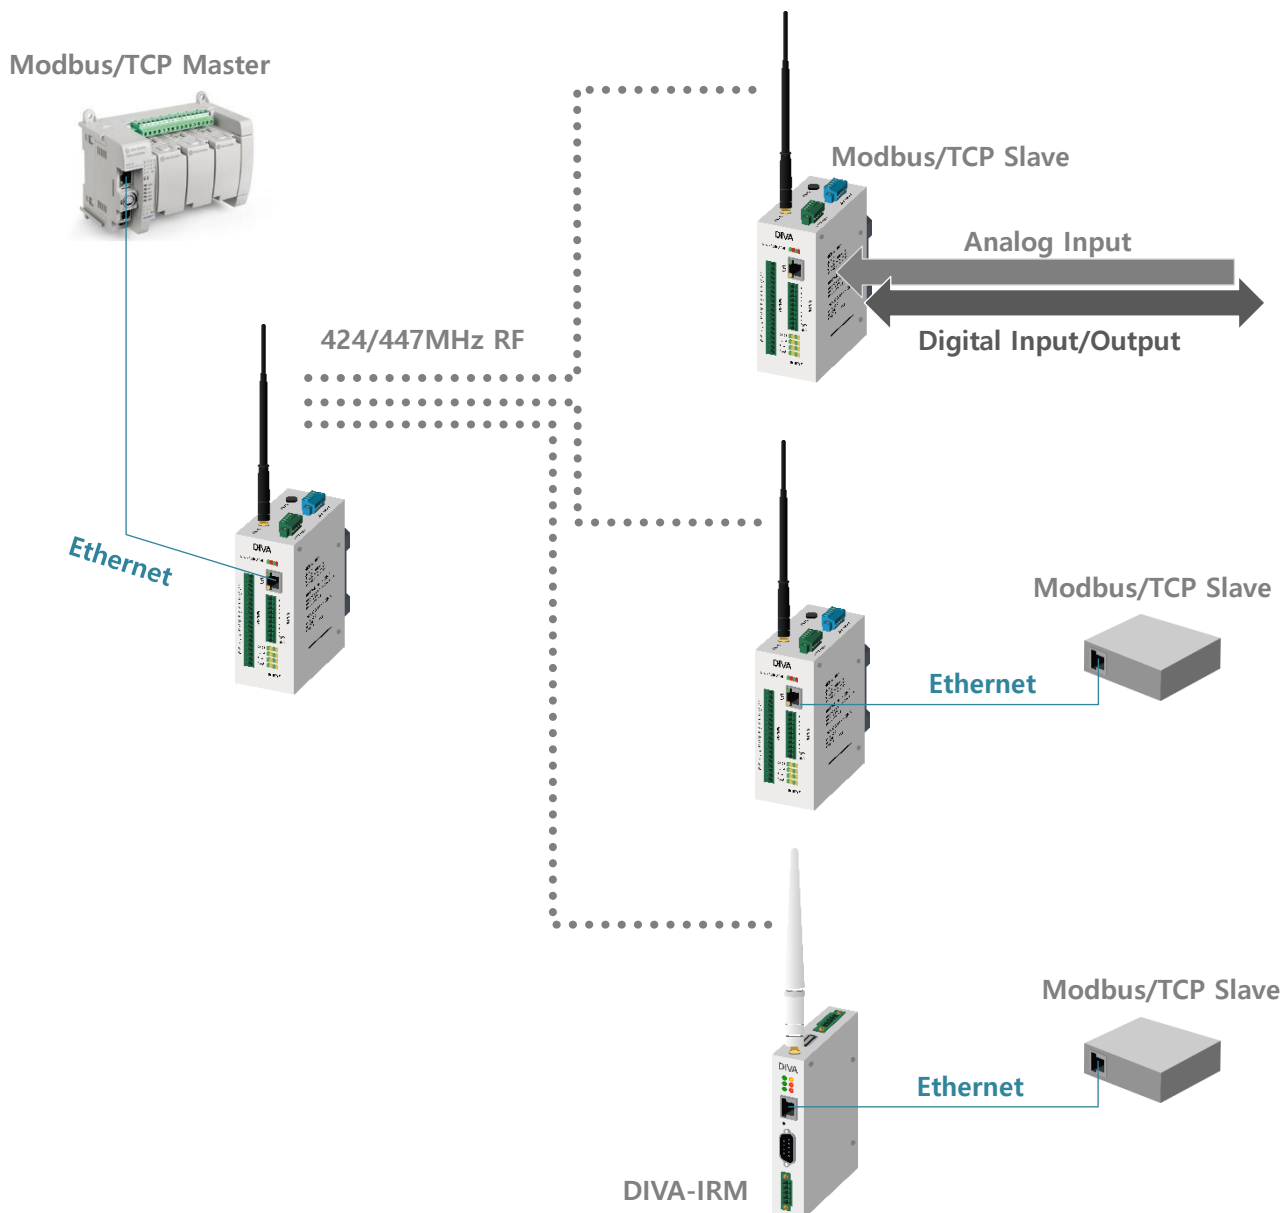 Modbus/TCP Master
Modbus/TCP Slave
Analog Input
Digital Input/Output
424/447MHz RF
DIVA
DIVA
Ethernet
Modbus/TCP Slave
DIVA
Ethernet
Modbus/TCP Slave
DIVA
Ethernet
DIVA-IRM